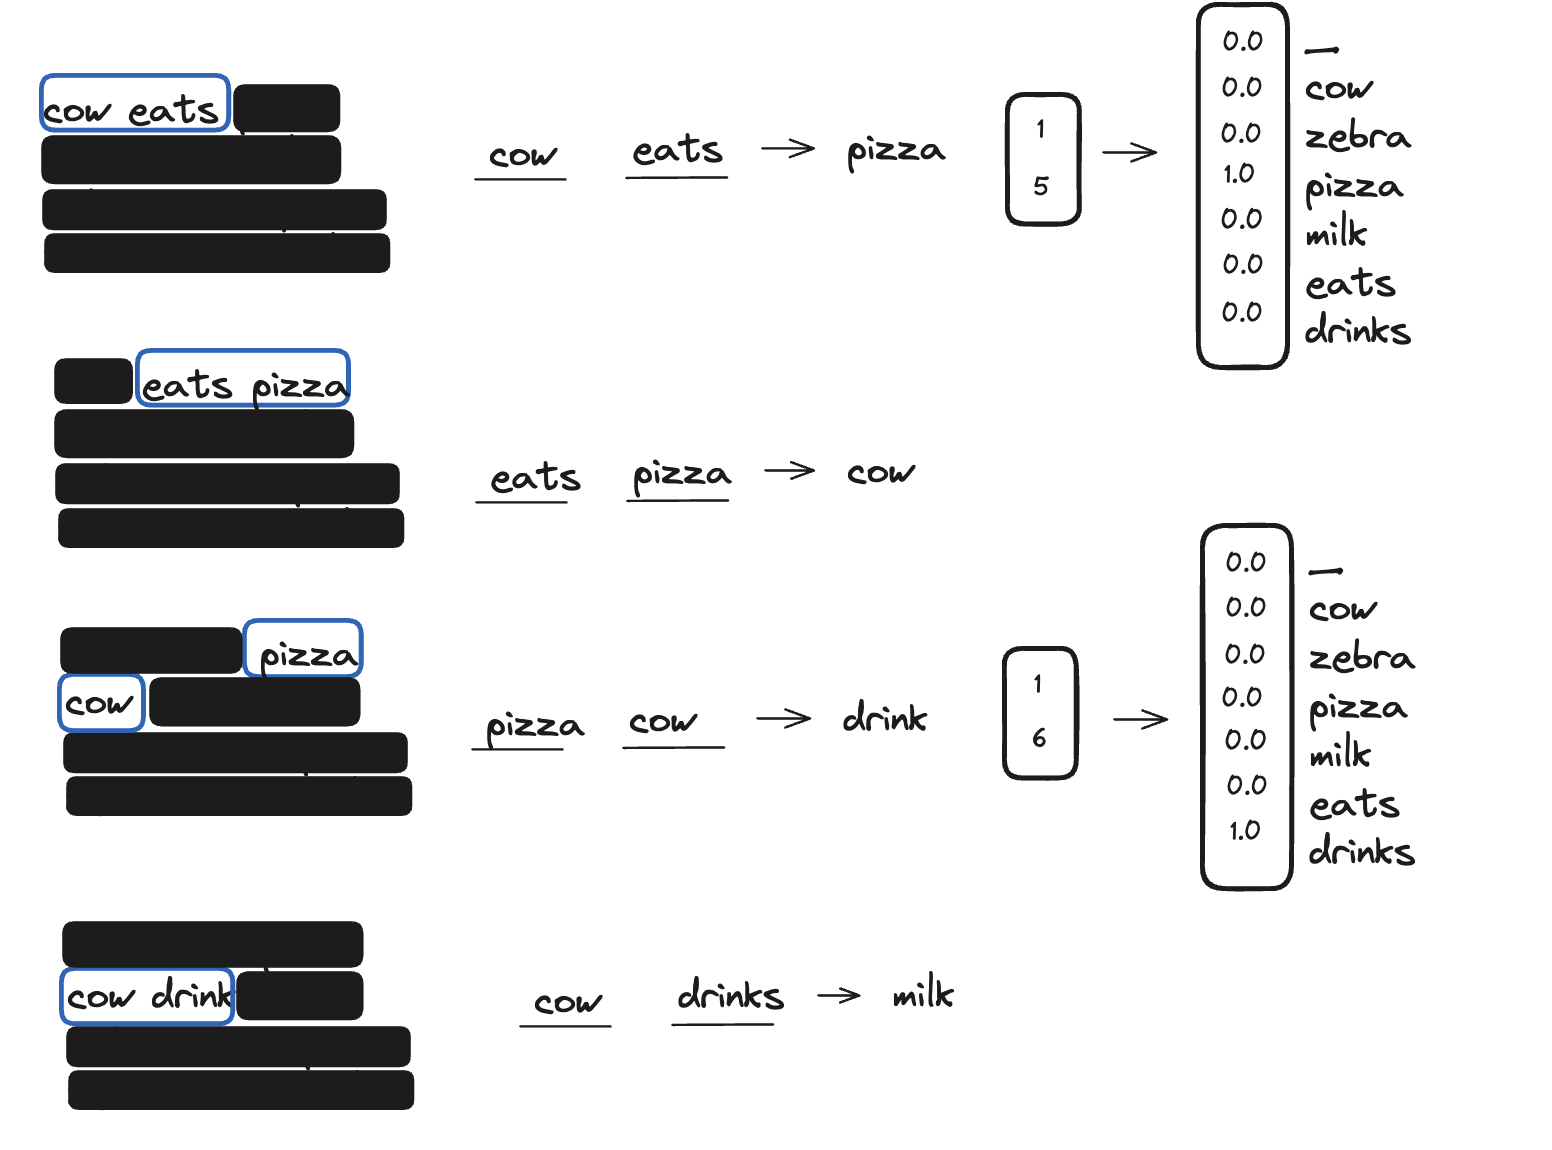 cow eats
cow eats → pizza
1
5
→
0.0 —
0.0 cow
0.0 zebra
1.0 pizza
0.0 milk
0.0 eats
0.0 drinks
eats pizza
eats pizza → cow
pizza
cow
pizza cow → drink
1
6
→
0.0 —
0.0 cow
0.0 zebra
0.0 pizza
0.0 milk
0.0 eats
1.0 drinks
cow drink
cow drinks → milk